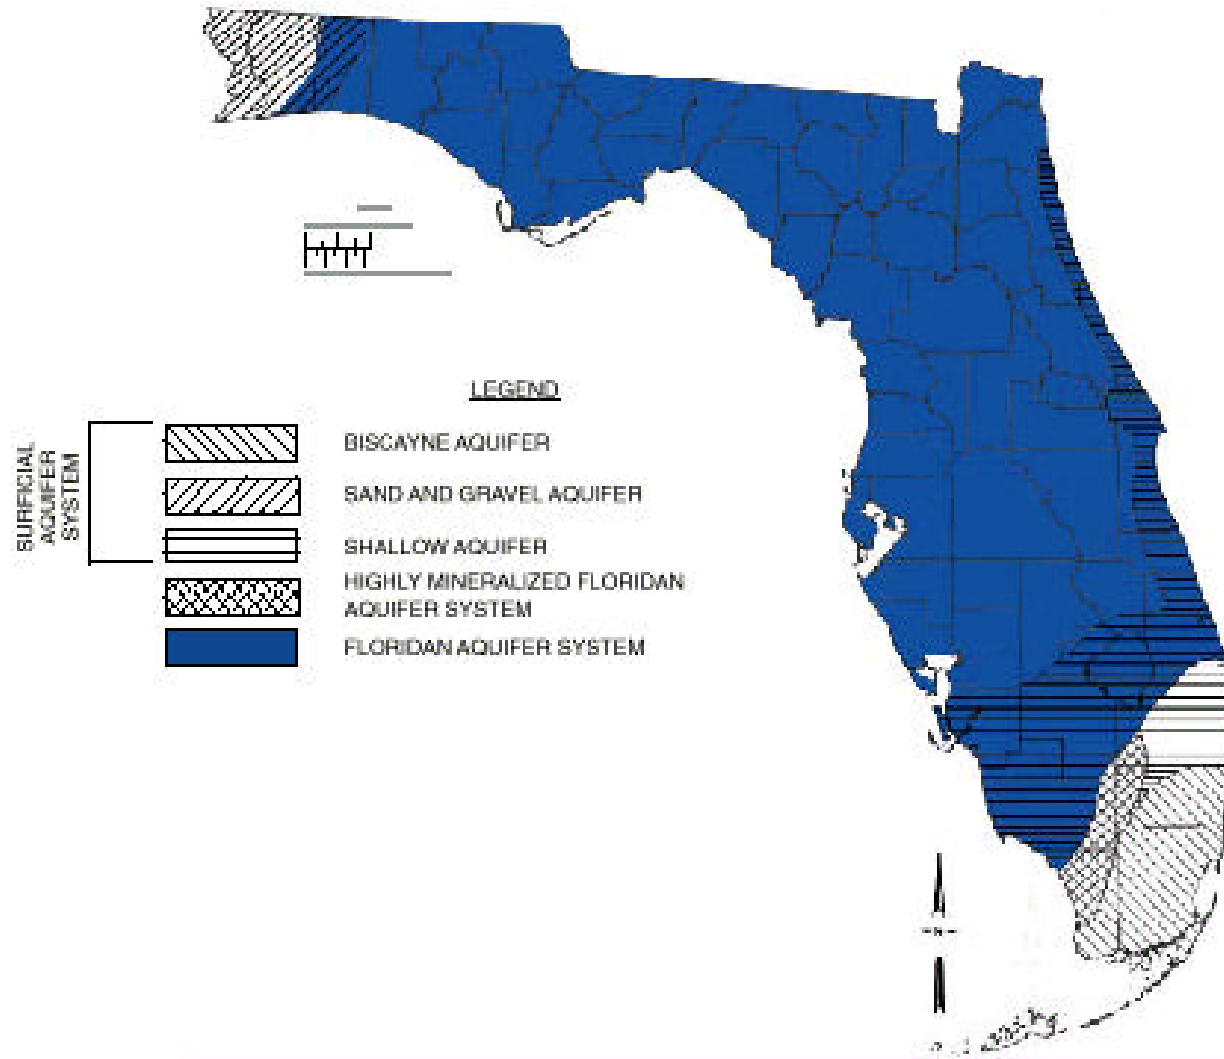 LEGEND
SURFICIAL
AQUIFER
SYSTEM
BISCAYNE AQUIFER
SAND AND GRAVEL AQUIFER
SHALLOW AQUIFER
HIGHLY MINERALIZED FLORIDAN
AQUIFER SYSTEM
FLORIDAN AQUIFER SYSTEM